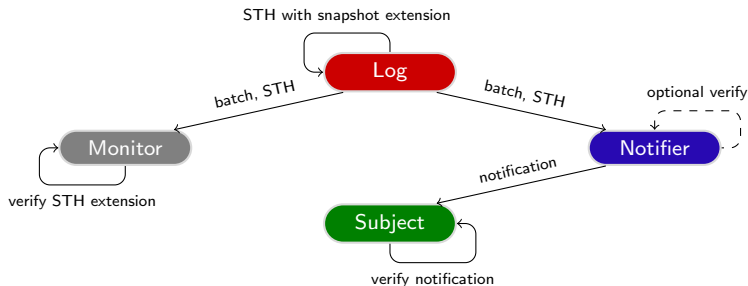 STH with snapshot extension
Log
batch, STH
batch, STH
optional verify
Monitor
Notifier
notification
verify STH extension
Subject
verify notification